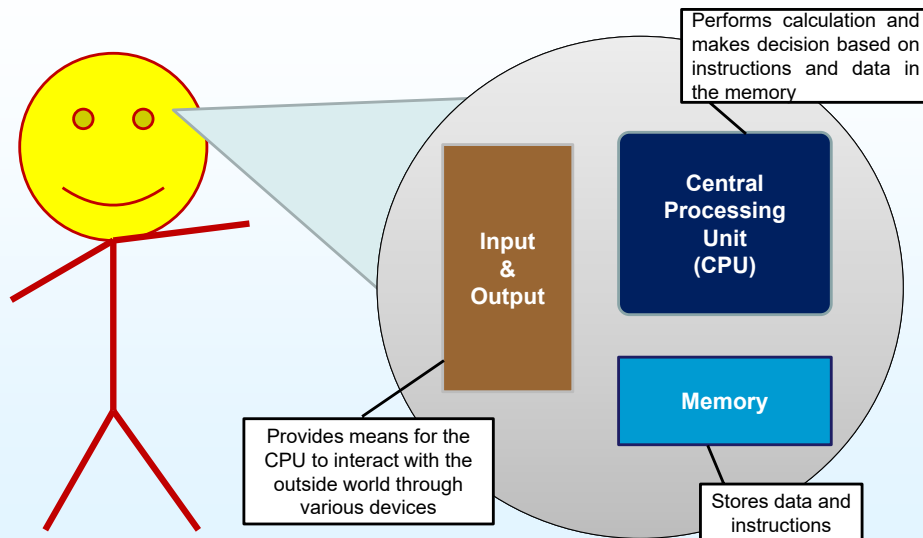 Performs calculation and
makes decision based on
instructions and data in
the memory
Central
Processing
Unit
(CPU)
Input
&
Output
Memory
Provides means for the
CPU to interact with the
outside world through
various devices
Stores data and
instructions